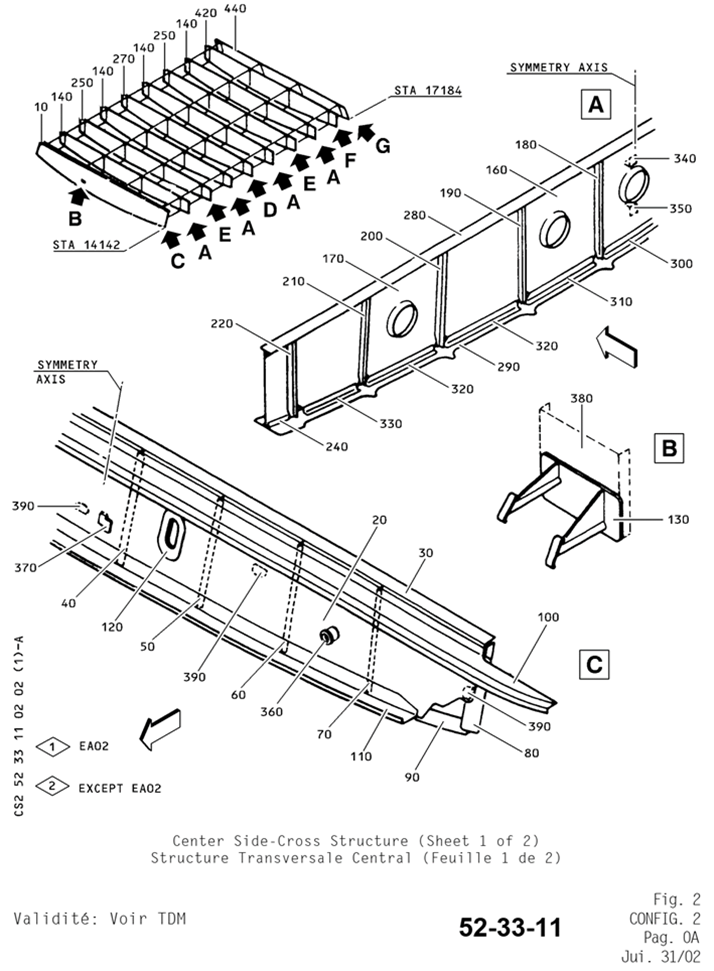 440
420
140
250
140
270
140
250
140
10
STA 17184
G
F
A
E
A
D
A
E
A
C
B
STA 14142
SYMMETRY AXIS
A
180
340
160
190
350
280
200
170
300
210
310
220
320
290
320
330
240
SYMMETRY
AXIS
380
B
130
390
370
20
30
40
120
50
390
60
360
70
110
100
C
390
80
90
CS2 52 33 11 02 02 (1)-A
1 EA02
2 EXCEPT EA02
Center Side-Cross Structure (Sheet 1 of 2)
Structure Transversale Central (Feuille 1 de 2)
Fig. 2
Validité: Voir TDM
52-33-11
CONFIG. 2
Pag. 0A
Jui. 31/02